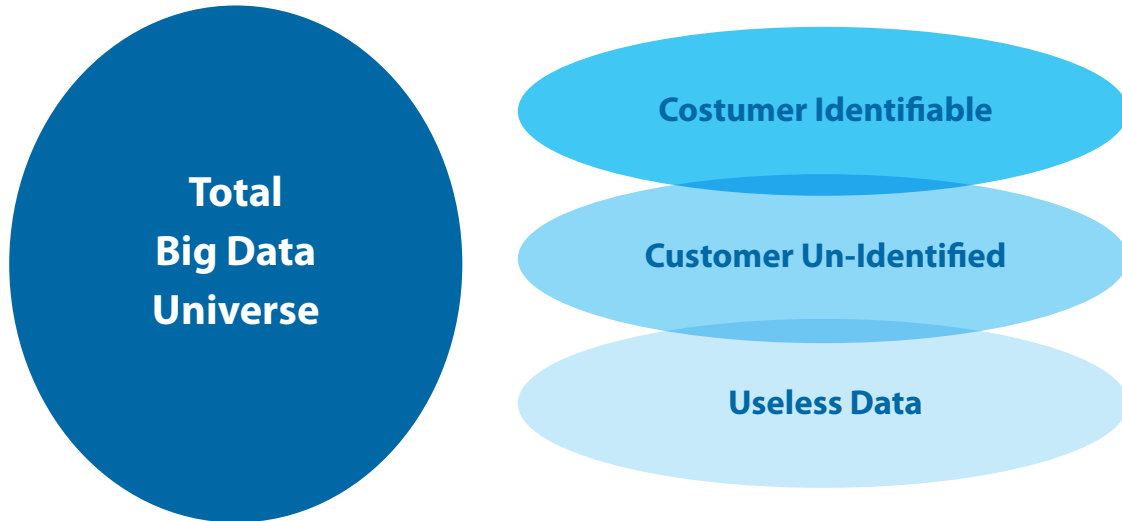 Total
Big Data
Universe
Costumer Identifiable
Customer Un-Identified
Useless Data